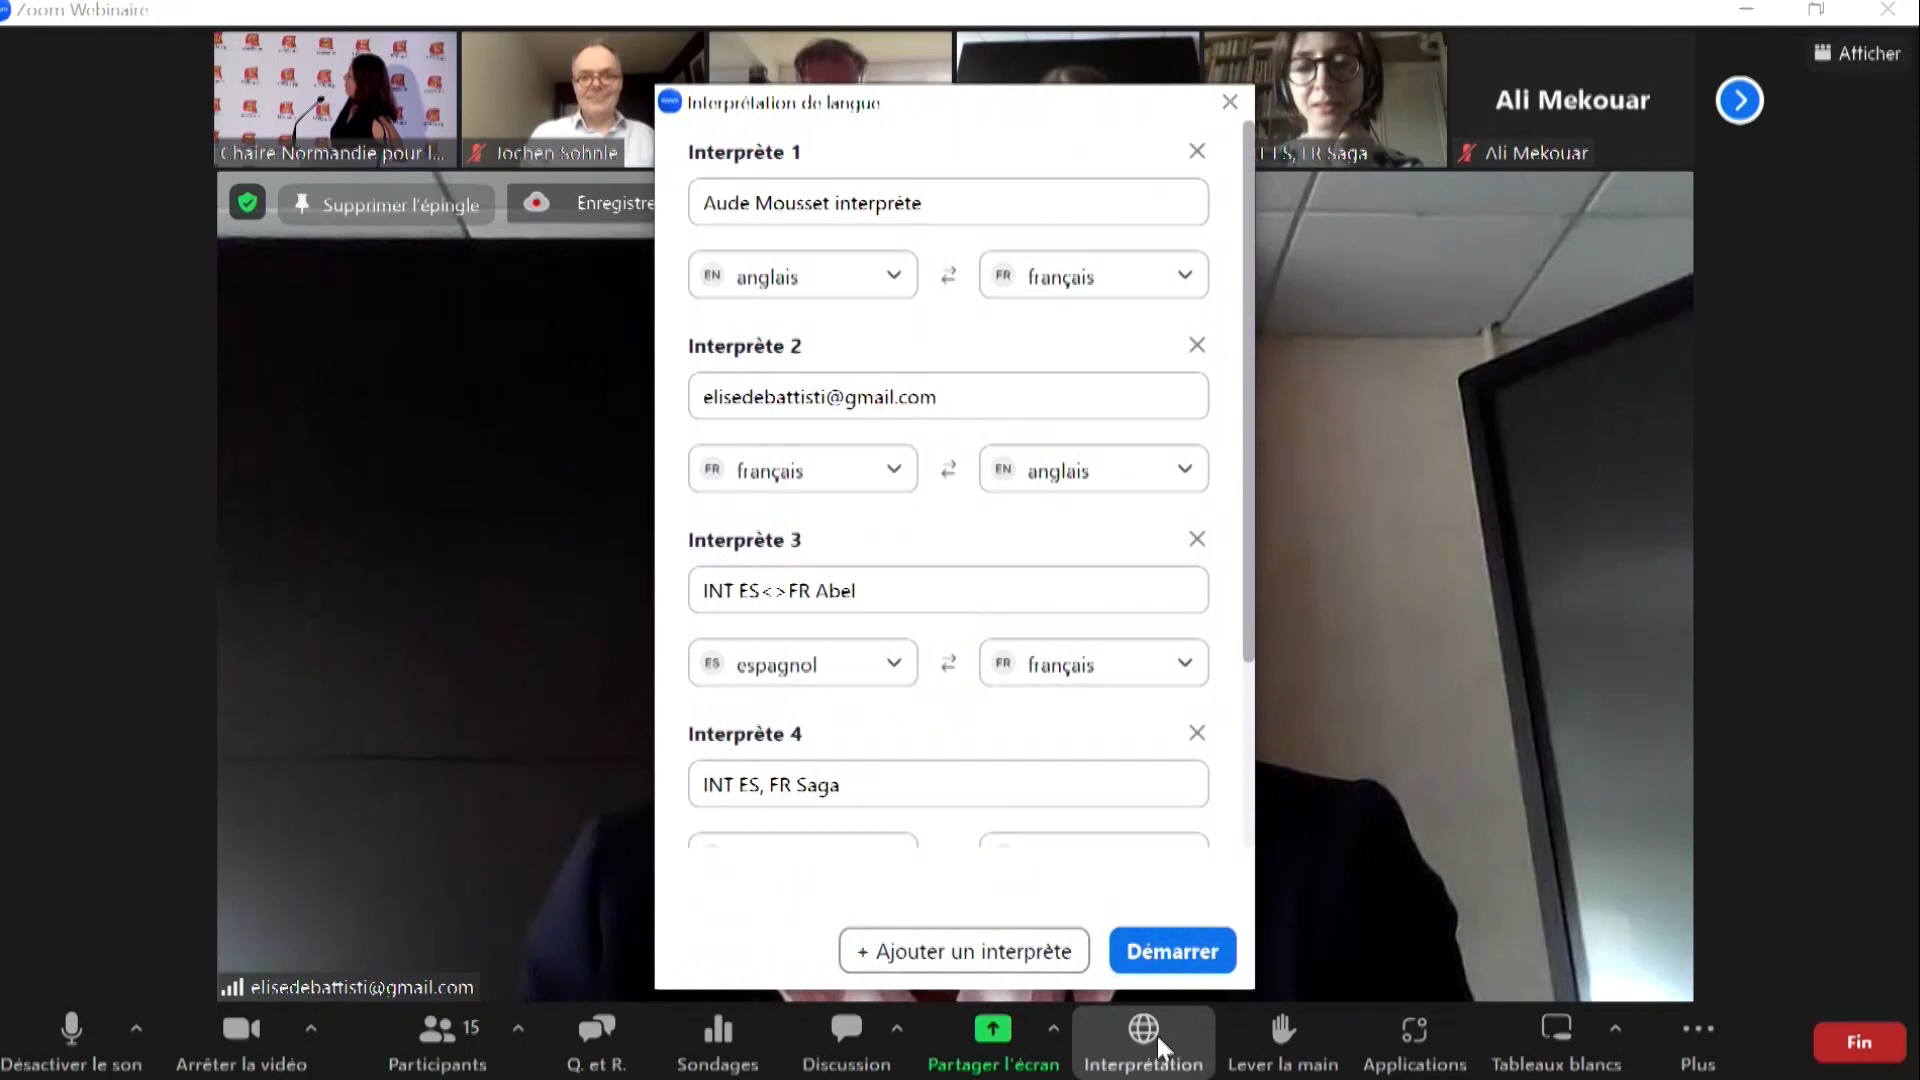 Zoom Webinaire
Afficher
Chaire Normandie pour l...
Jochen Sohnle
ES, FR Saga
Ali Mekouar
Ali Mekouar
Supprimer l'épingle
Enregistre
Interprétation de langue
Interprète 1
Aude Mousset interprète
EN anglais
FR français
Interprète 2
elisedebattisti@gmail.com
FR français
EN anglais
Interprète 3
INT ES<>FR Abel
ES espagnol
FR français
Interprète 4
INT ES, FR Saga
+ Ajouter un interprète
Démarrer
elisedebattisti@gmail.com
Désactiver le son
Arrêter la vidéo
15
Participants
Q. et R.
Sondages
Discussion
Partager l'écran
Interprétation
Lever la main
Applications
Tableaux blancs
Plus
Fin